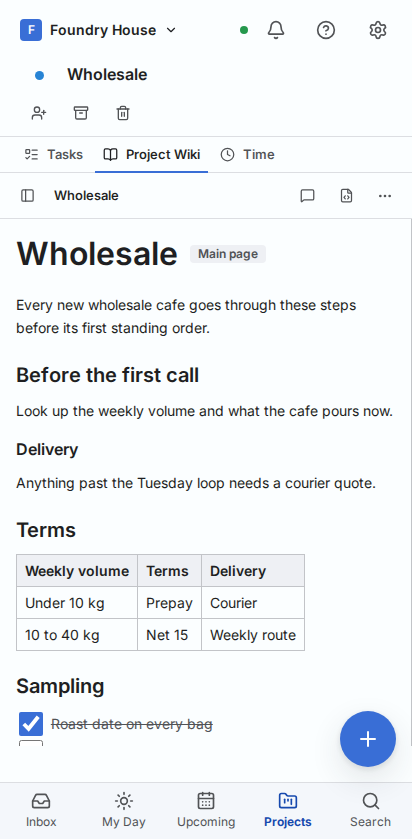 F Foundry House
Wholesale
Tasks Project Wiki Time
Wholesale
Wholesale Main page
Every new wholesale cafe goes through these steps
before its first standing order.
Before the first call
Look up the weekly volume and what the cafe pours now.
Delivery
Anything past the Tuesday loop needs a courier quote.
Terms
Weekly volume Terms Delivery
Under 10 kg Prepay Courier
10 to 40 kg Net 15 Weekly route
Sampling
Roast date on every bag
Inbox My Day Upcoming Projects Search